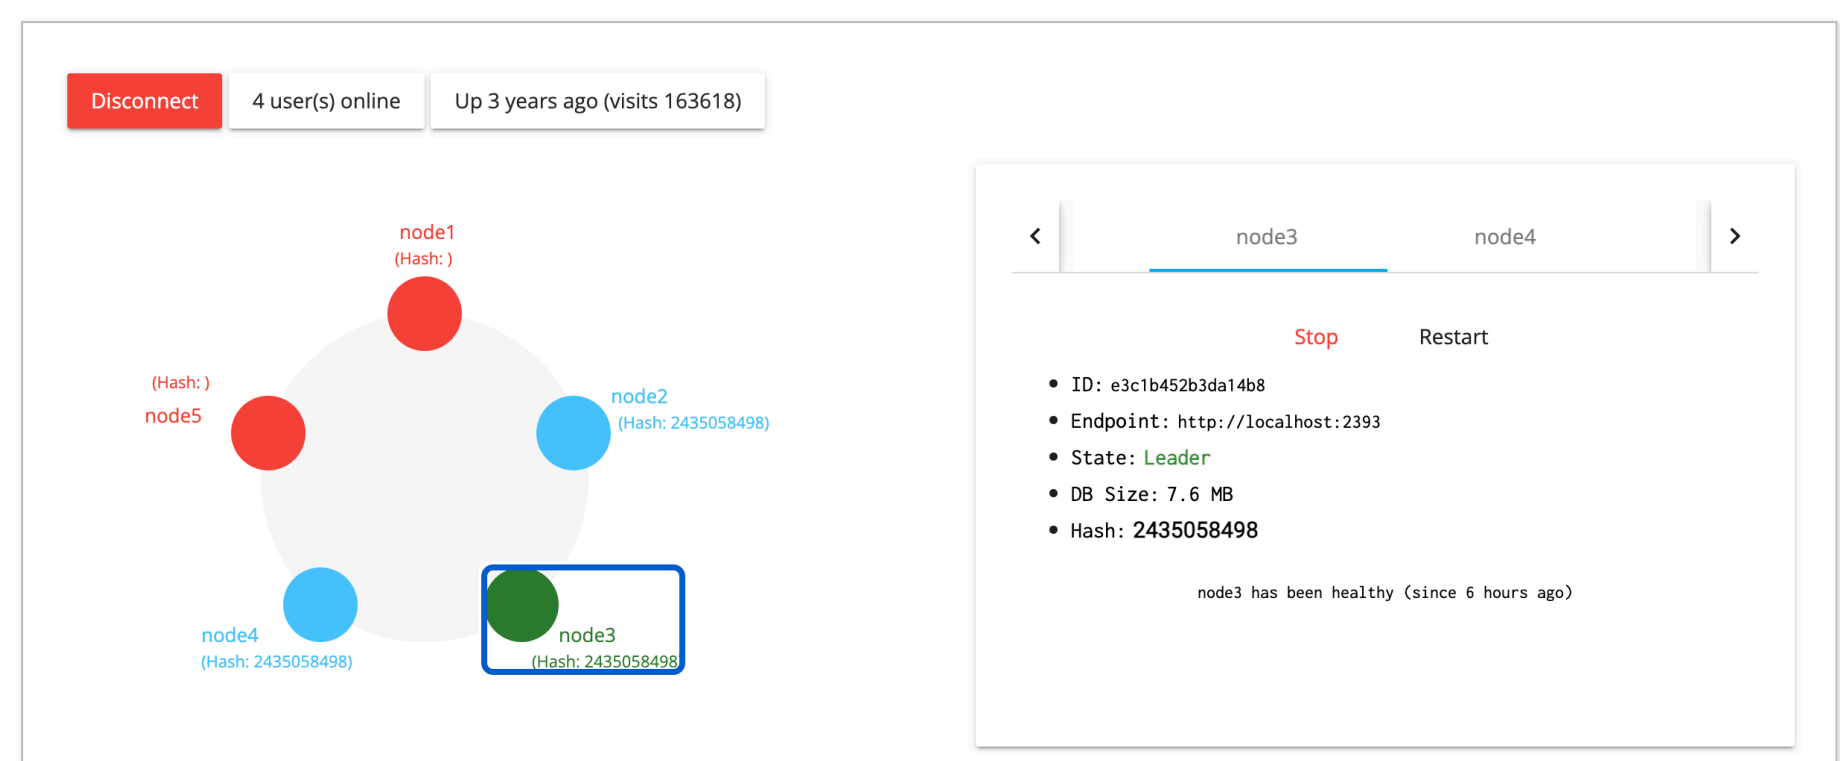 Disconnect
4 user(s) online
Up 3 years ago (visits 163618)
node1
(Hash: )
(Hash: )
node5
node2
(Hash: 2435058498)
node4
(Hash: 2435058498)
node3
(Hash: 2435058498)
node3
node4
Stop
Restart
ID: e3c1b452b3da14b8
Endpoint: http://localhost:2393
State: Leader
DB Size: 7.6 MB
Hash: 2435058498
node3 has been healthy (since 6 hours ago)